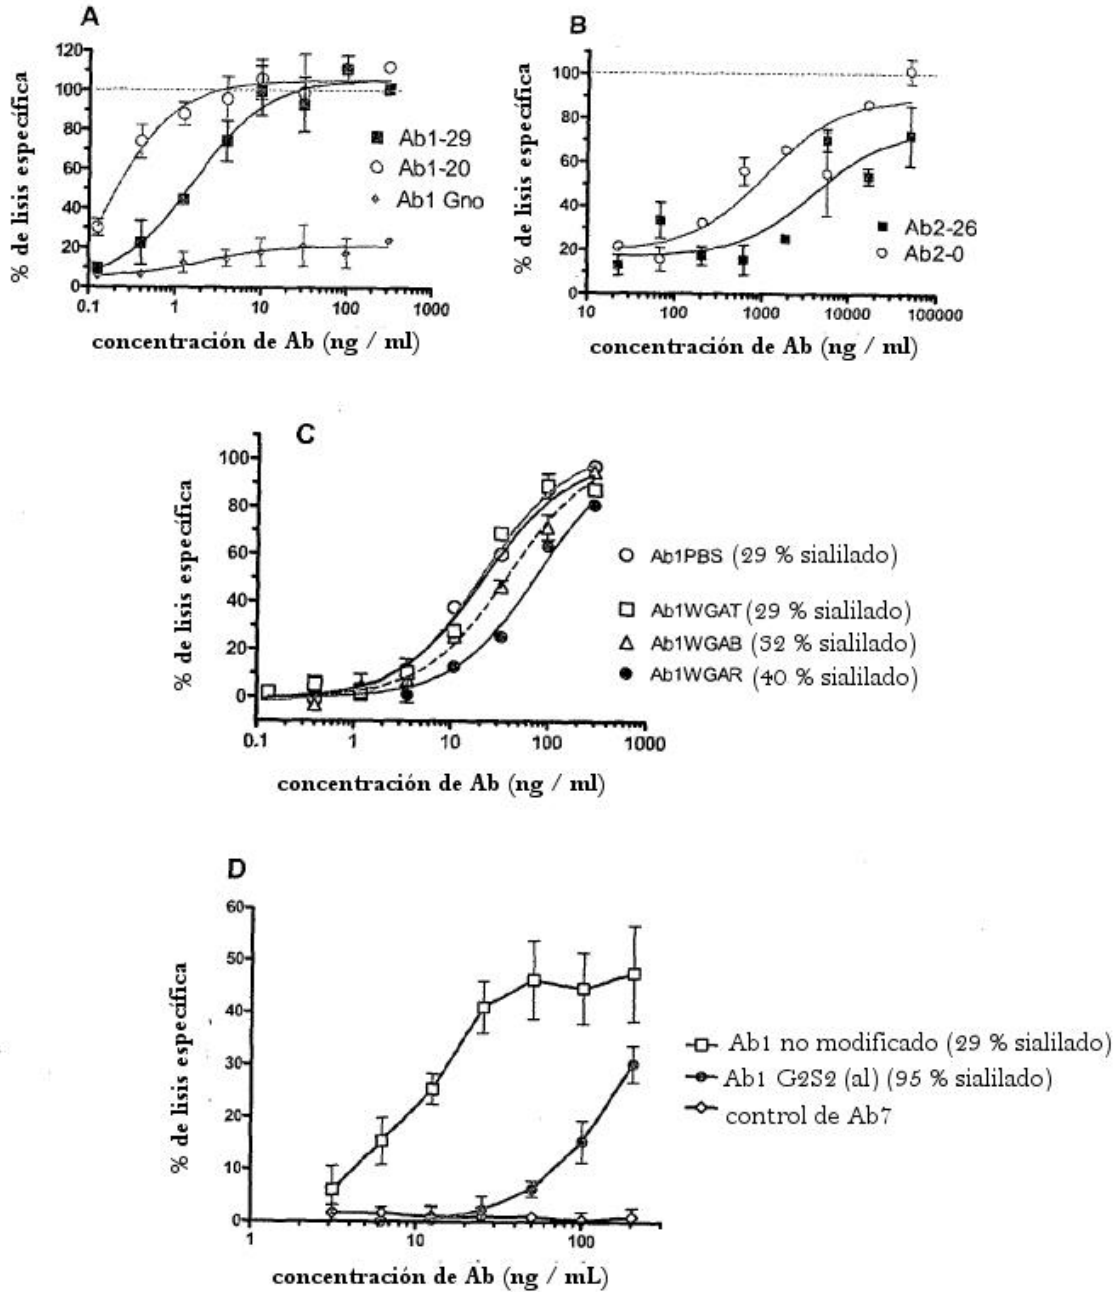 A
% de lisis específica
120
100
80
60
40
20
0
0.1
1
10
100
1000
Ab1-29
Ab1-20
Ab1 Gno
concentración de Ab (ng / ml)
B
% de lisis específica
100
80
60
40
20
0
10
100
1000
10000
100000
Ab2-26
Ab2-0
concentración de Ab (ng / ml)
C
% de lisis específica
100
80
60
40
20
0
0.1
1
10
100
1000
Ab1PBS (29 % sialilado)
Ab1WGAT (29 % sialilado)
Ab1WGAB (32 % sialilado)
Ab1WGAR (40 % sialilado)
concentración de Ab (ng / ml)
D
% de lisis específica
60
50
40
30
20
10
0
1
10
100
Ab1 no modificado (29 % sialilado)
Ab1 G2S2 (al) (95 % sialilado)
control de Ab7
concentración de Ab (ng / mL)